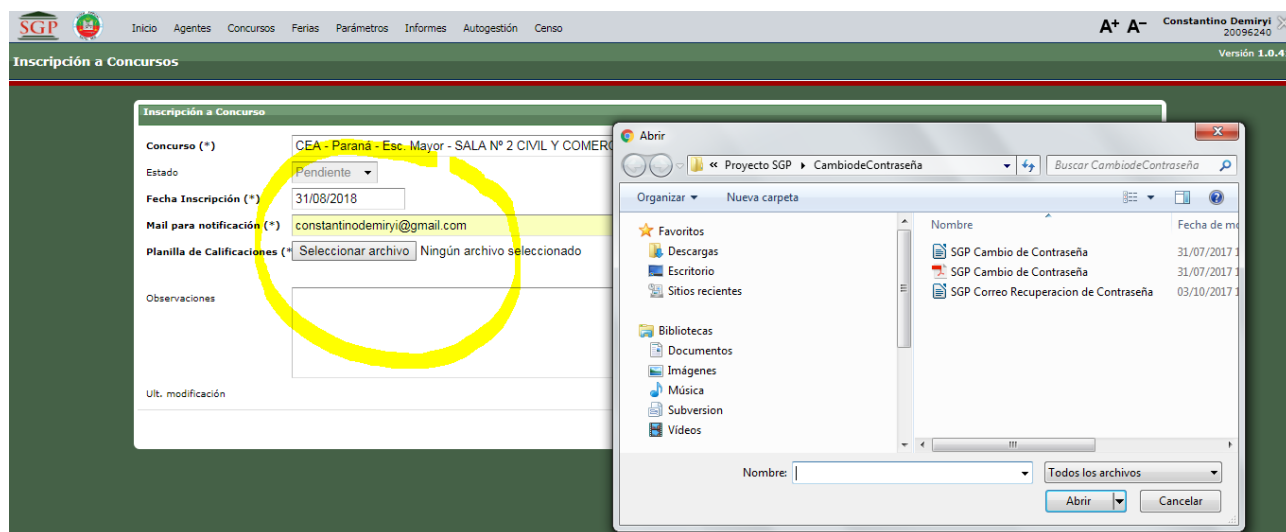 SGP Inicio Agentes Concursos Ferias Parámetros Informes Autogestión Censo A+ A- Constantino Demiryi
20096240
Inscripción a Concursos Versión 1.0.4
Inscripción a Concurso
Concurso (*) CEA - Paraná - Esc. Mayor - SALA Nº 2 CIVIL Y COMERC
Estado Pendiente
Fecha Inscripción (*) 31/08/2018
Mail para notificación (*) constantinodemiryi@gmail.com
Planilla de Calificaciones (* Seleccionar archivo Ningún archivo seleccionado
Observaciones
Ult. modificación
Abrir
« Proyecto SGP CambiodeContraseña Buscar CambiodeContraseña
Organizar Nueva carpeta
Favoritos
Descargas
Escritorio
Sitios recientes
Bibliotecas
Documentos
Imágenes
Música
Subversion
Vídeos
Nombre Fecha de mo
SGP Cambio de Contraseña 31/07/2017 1
SGP Cambio de Contraseña 31/07/2017 1
SGP Correo Recuperacion de Contraseña 03/10/2017 1
Nombre: Todos los archivos
Abrir Cancelar